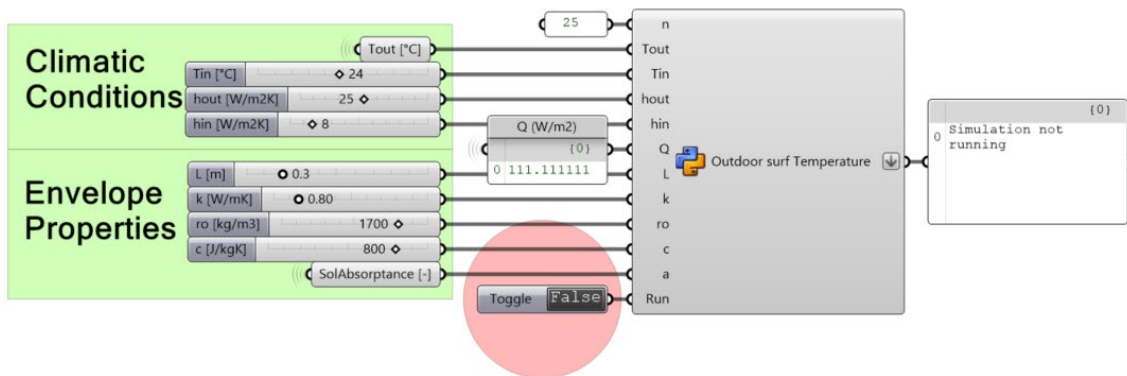 Climatic
Conditions
Tout [°C]
Tin [°C] 24
hout [W/m2K] 25
hin [W/m2K] 8
Envelope
Properties
L [m] 0.3
k [W/mK] 0.80
ro [kg/m3] 1700
c [J/kgK] 800
SolAbsorptance [-]
25
Q (W/m2)
{0}
0 111.111111
Toggle False
n
Tout
Tin
hout
hin
Q
L
k
ro
c
a
Run
Outdoor surf Temperature
{0}
0 Simulation not
running